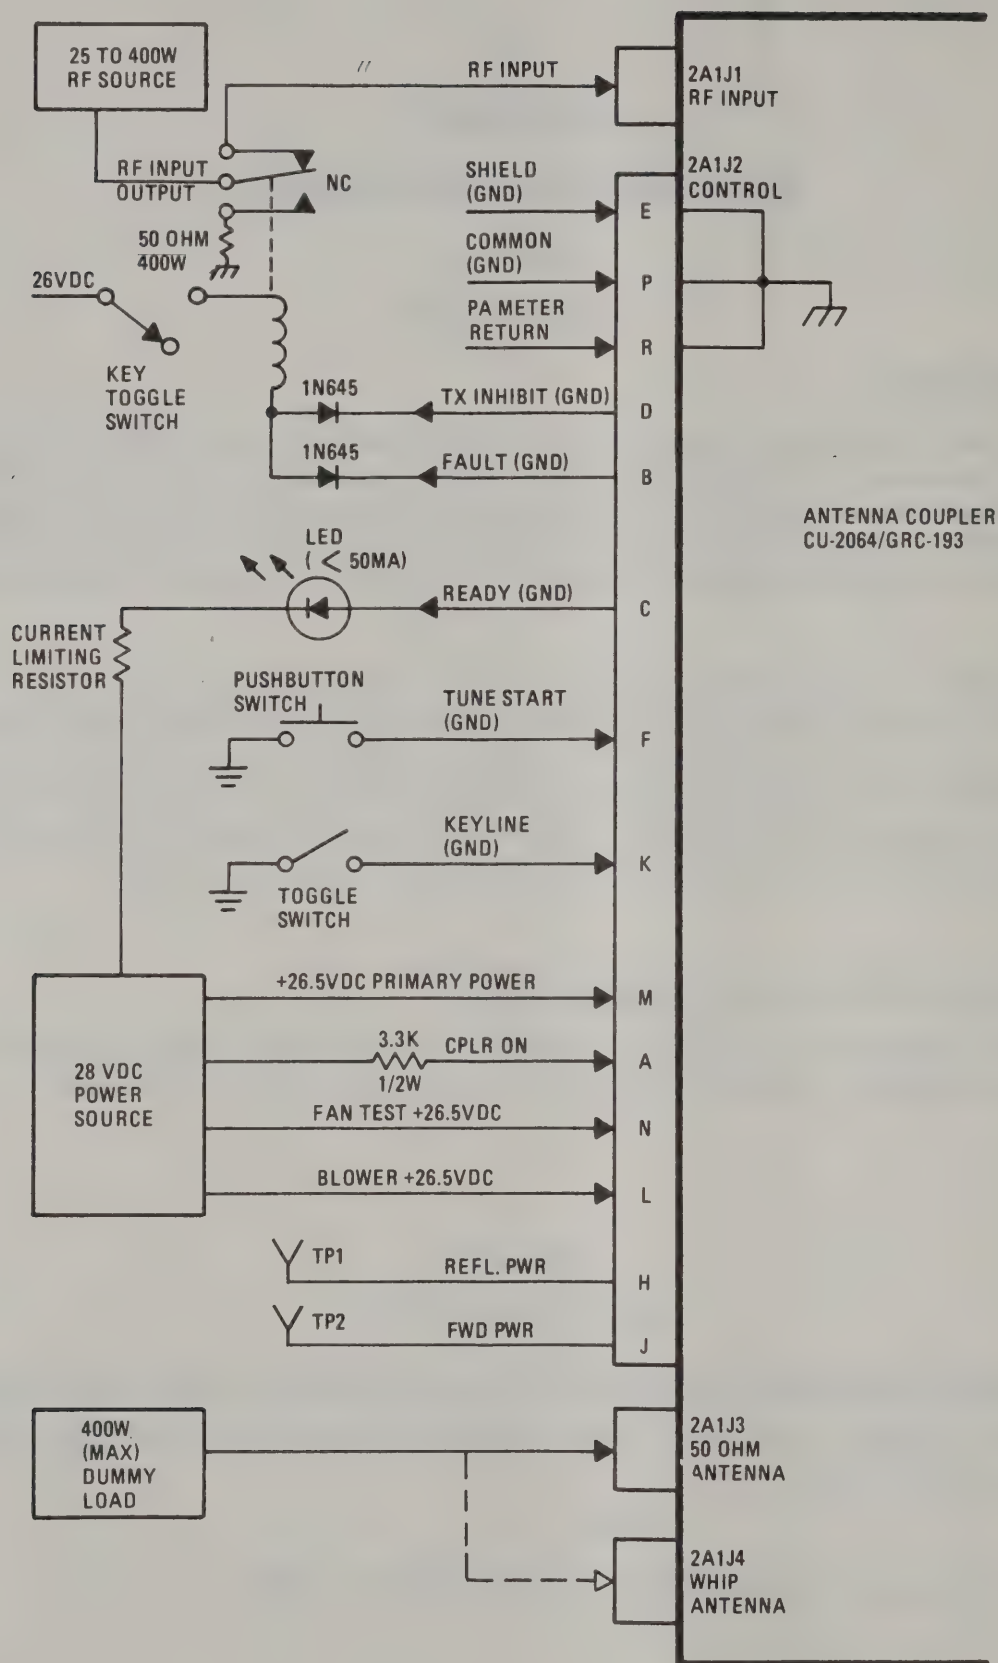 25 TO 400W
RF SOURCE
RF INPUT
2A1J1
RF INPUT
RF INPUT
OUTPUT
NC
50 OHM
400W
26VDC
KEY
TOGGLE
SWITCH
2A1J2
CONTROL
SHIELD
(GND)
E
COMMON
(GND)
P
PA METER
RETURN
R
1N645
TX INHIBIT (GND)
D
1N645
FAULT (GND)
B
ANTENNA COUPLER
CU-2064/GRC-193
LED
( < 50MA)
READY (GND)
C
CURRENT
LIMITING
RESISTOR
PUSHBUTTON
SWITCH
TUNE START
(GND)
F
KEYLINE
(GND)
K
TOGGLE
SWITCH
28 VDC
POWER
SOURCE
+26.5VDC PRIMARY POWER
M
3.3K
1/2W
CPLR ON
A
FAN TEST +26.5VDC
N
BLOWER +26.5VDC
L
TP1
REFL. PWR
H
TP2
FWD PWR
J
400W
(MAX)
DUMMY
LOAD
2A1J3
50 OHM
ANTENNA
2A1J4
WHIP
ANTENNA